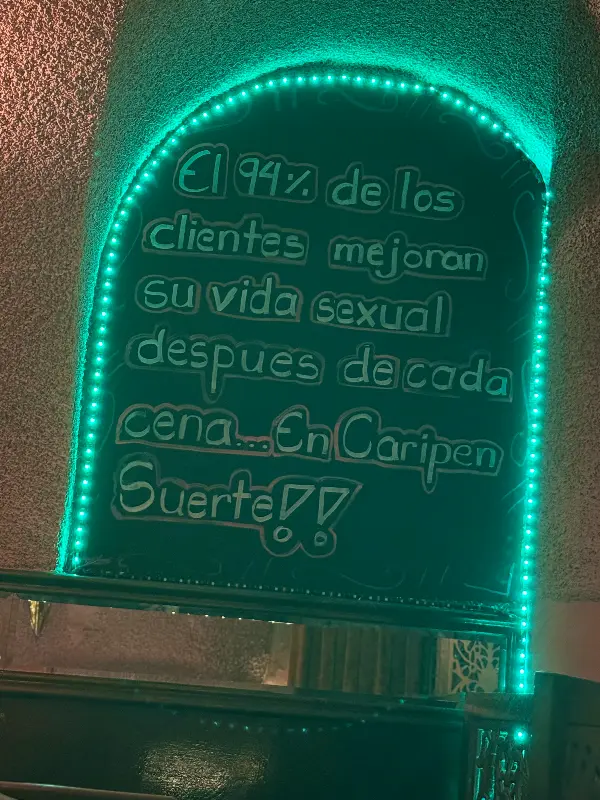 El 94% de los
clientes mejoran
su vida sexual
despues de cada
cena... En Caripen
Suerte!!